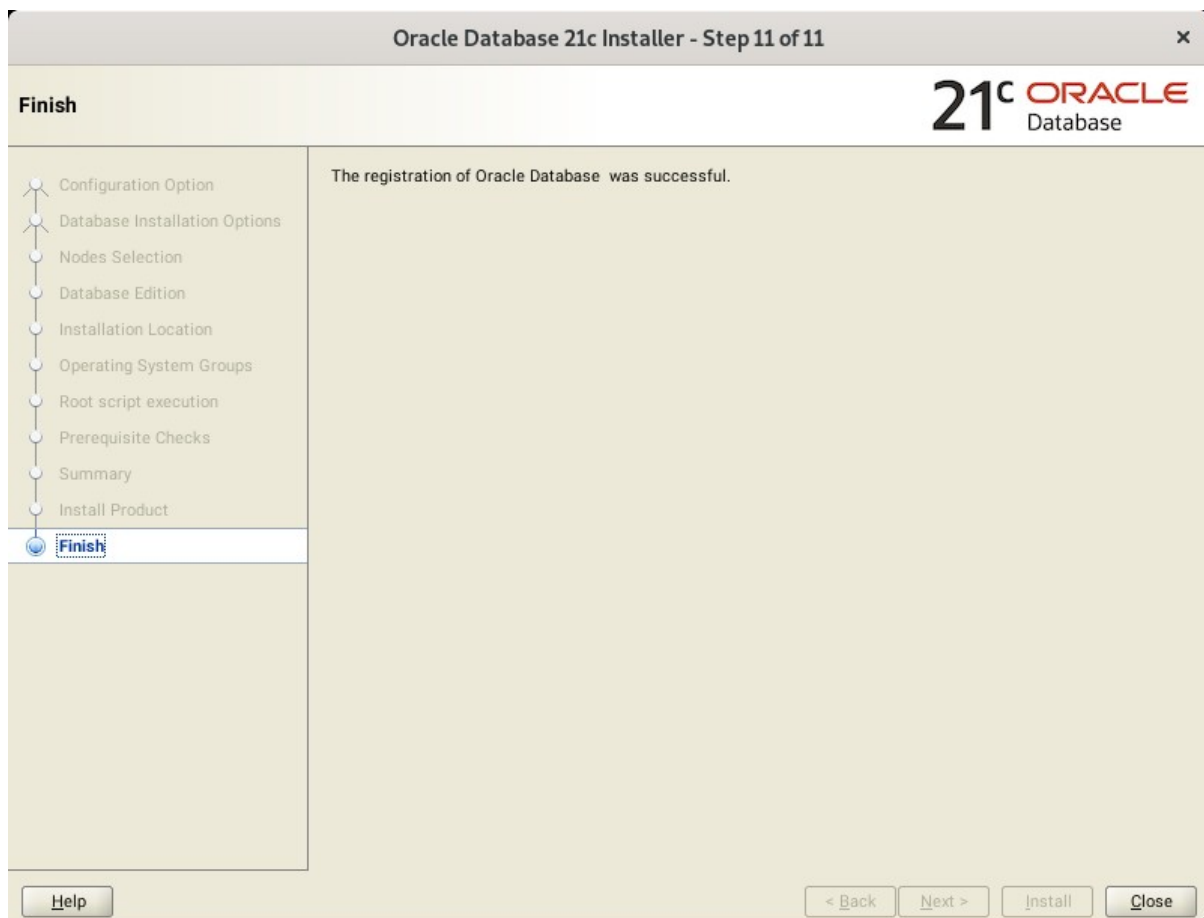 Oracle Database 21c Installer - Step 11 of 11
Finish
21c ORACLE
Database
Configuration Option
Database Installation Options
Nodes Selection
Database Edition
Installation Location
Operating System Groups
Root script execution
Prerequisite Checks
Summary
Install Product
Finish
The registration of Oracle Database  was successful.
Help
< Back
Next >
Install
Close